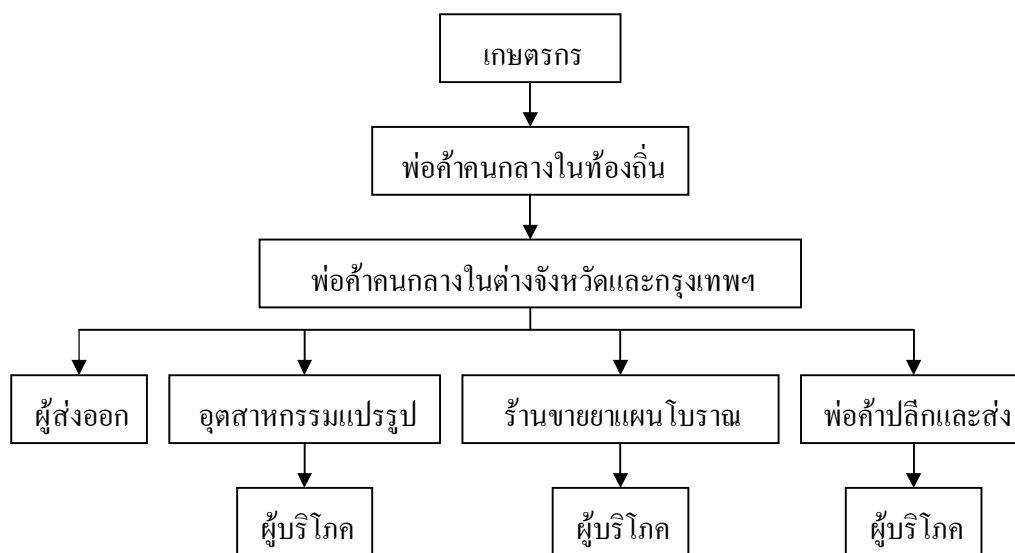 เกษตรกร
พ่อค้าคนกลางในท้องถิ่น
พ่อค้าคนกลางในต่างจังหวัดและกรุงเทพฯ
ผู้ส่งออก
อุตสาหกรรมแปรรูป
ร้านขายยาแผนโบราณ
พ่อค้าปลีกและส่ง
ผู้บริโภค
ผู้บริโภค
ผู้บริโภค